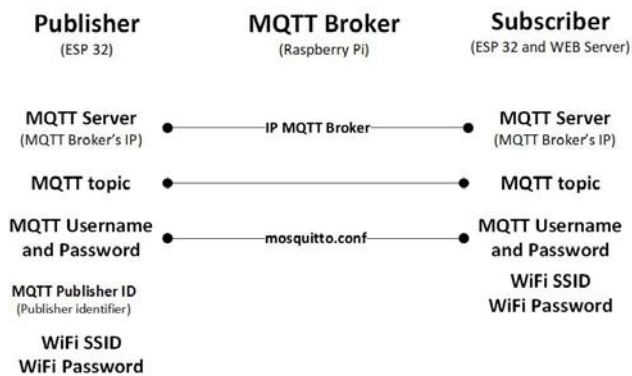 Publisher
(ESP 32)
MQTT Broker
(Raspberry Pi)
Subscriber
(ESP 32 and WEB Server)
MQTT Server
(MQTT Broker's IP)
IP MQTT Broker
MQTT Server
(MQTT Broker's IP)
MQTT topic
MQTT topic
MQTT Username
and Password
mosquitto.conf
MQTT Username
and Password
MQTT Publisher ID
(Publisher identifier)
WiFi SSID
WiFi Password
WiFi SSID
WiFi Password